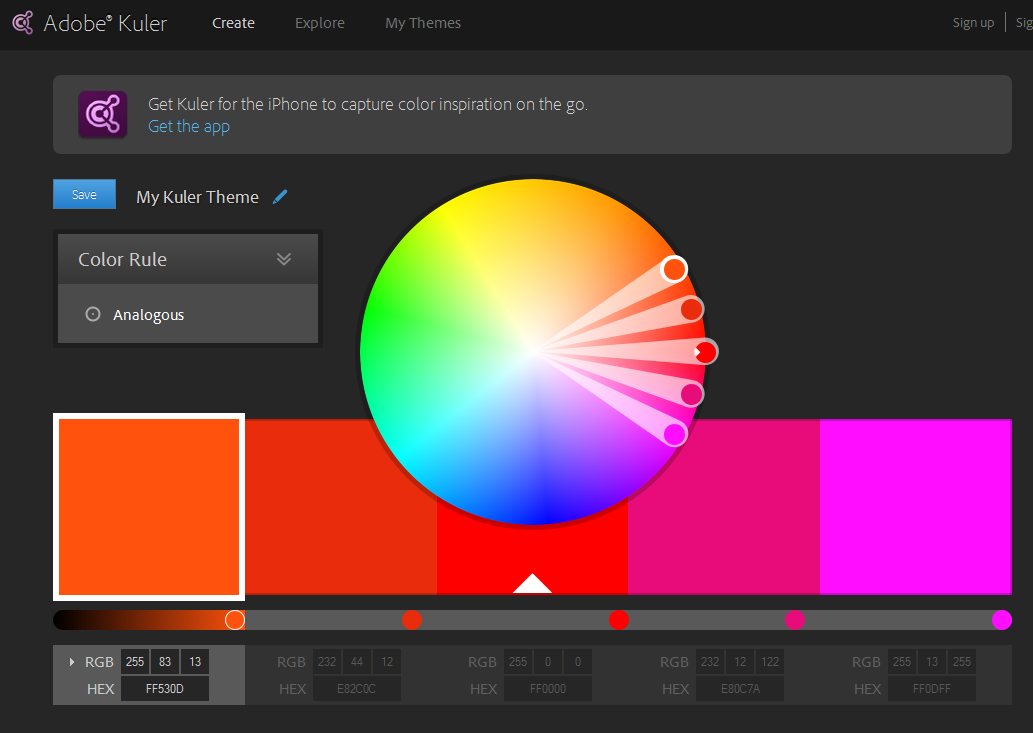 Adobe® Kuler Create Explore My Themes Sign up Sig
Get Kuler for the iPhone to capture color inspiration on the go.
Get the app
Save My Kuler Theme
Color Rule
Analogous
RGB 255 83 13 RGB 232 44 12 RGB 255 0 0 RGB 232 12 122 RGB 255 13 255
HEX FF530D HEX E82C0C HEX FF0000 HEX E80C7A HEX FF0DFF